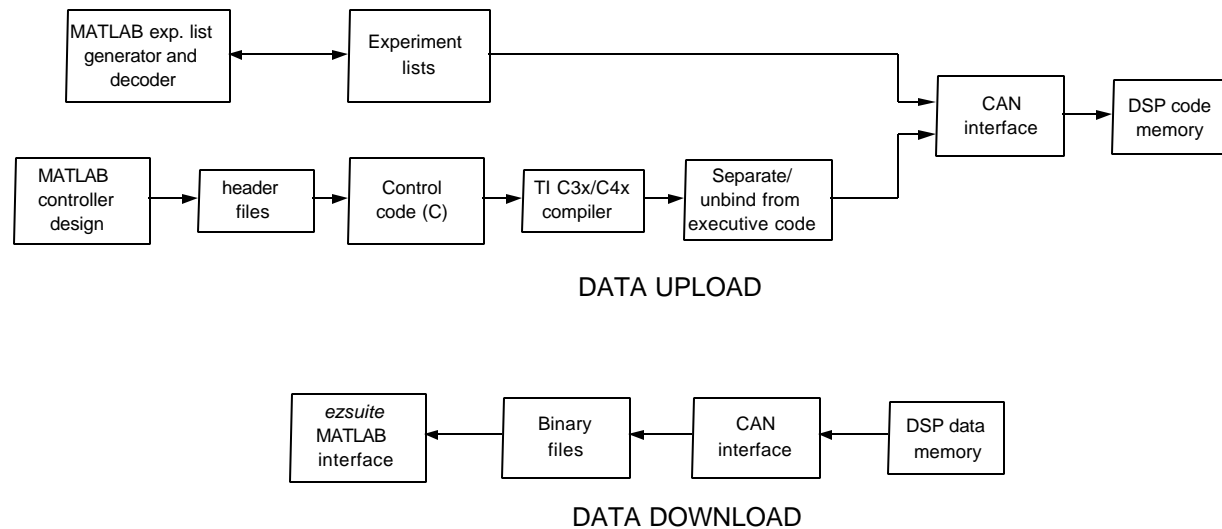 MATLAB exp. list
generator and
decoder
Experiment
lists
CAN
interface
DSP code
memory
MATLAB
controller
design
header
files
Control
code (C)
TI C3x/C4x
compiler
Separate/
unbind from
executive code
DATA UPLOAD
ezsuite
MATLAB
interface
Binary
files
CAN
interface
DSP data
memory
DATA DOWNLOAD